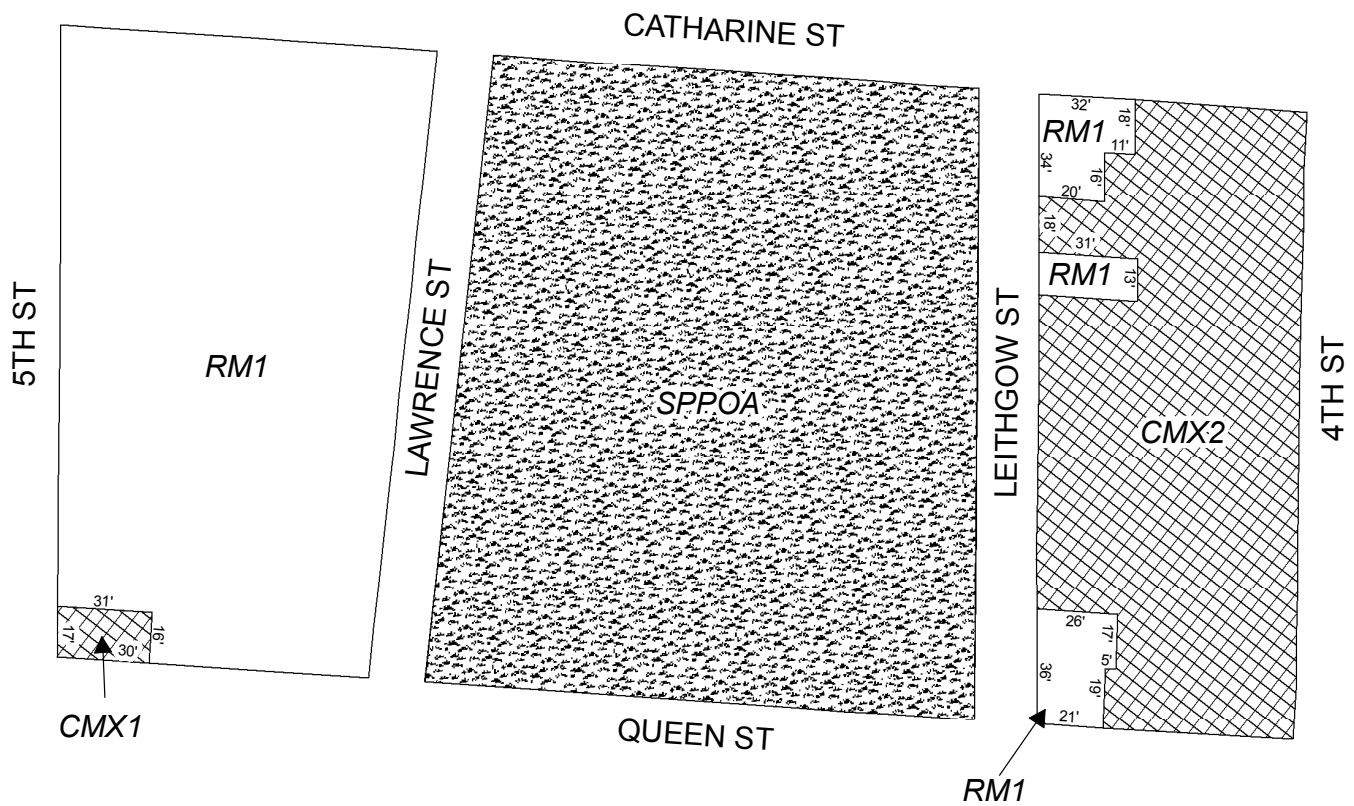 CATHARINE ST
32'
18'
RM1
11'
34'
16'
20'
18'
31'
RM1
13'
5TH ST
RM1
LAWRENCE ST
SPPOA
LEITHGOW ST
CMX2
4TH ST
31'
17'
16'
30'
CMX1
26'
17'
5'
36'
19'
21'
QUEEN ST
RM1